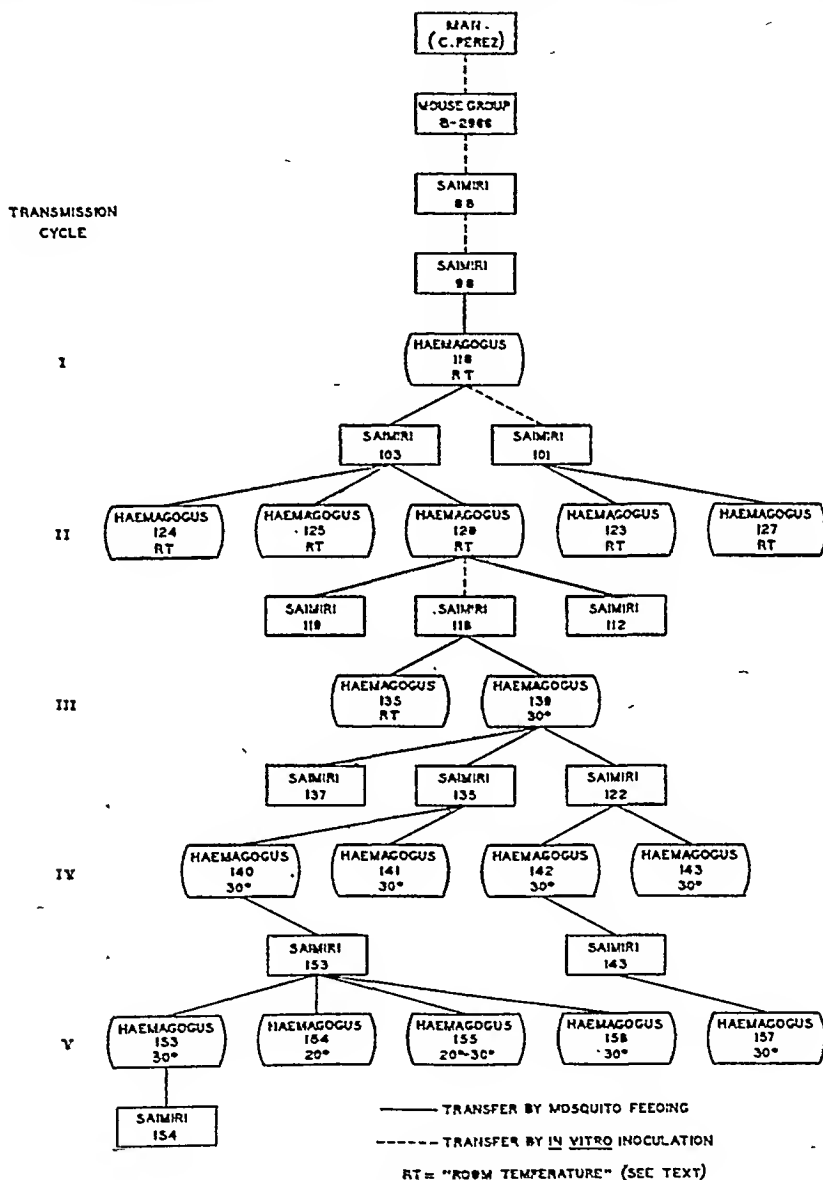 MAN
(C. PEREZ)
MOUSE GROUP
B-2966
SAIMIRI
88
TRANSMISSION
CYCLE
SAIMIRI
98
I
HAEMAGOGUS
118
RT
SAIMIRI
103
SAIMIRI
101
II
HAEMAGOGUS
124
RT
HAEMAGOGUS
125
RT
HAEMAGOGUS
128
RT
HAEMAGOGUS
123
RT
HAEMAGOGUS
127
RT
SAIMIRI
119
SAIMIRI
118
SAIMIRI
112
III
HAEMAGOGUS
135
RT
HAEMAGOGUS
139
30°
SAIMIRI
137
SAIMIRI
135
SAIMIRI
122
IV
HAEMAGOGUS
140
30°
HAEMAGOGUS
141
30°
HAEMAGOGUS
142
30°
HAEMAGOGUS
143
30°
SAIMIRI
153
SAIMIRI
143
V
HAEMAGOGUS
153
30°
HAEMAGOGUS
154
20°
HAEMAGOGUS
155
20°-30°
HAEMAGOGUS
158
30°
HAEMAGOGUS
157
30°
SAIMIRI
154
TRANSFER BY MOSQUITO FEEDING
TRANSFER BY IN VITRO INOCULATION
RT = "ROOM TEMPERATURE" (SEE TEXT)